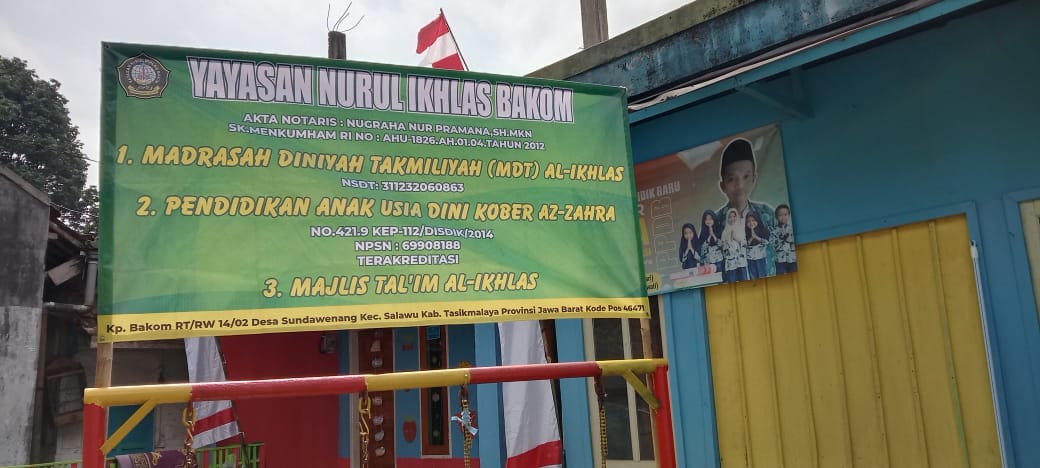 YAYASAN NURUL IKHLAS BAKOM
AKTA NOTARIS : NUGRAHA NUR PRAMANA,SH.MKN
SK.MENKUMHAM RI NO : AHU-1826.AH.01.04.TAHUN 2012
1. MADRASAH DINIYAH TAKMILIYAH (MDT) AL-IKHLAS
NSDT: 311232060863
2. PENDIDIKAN ANAK USIA DINI KOBER AZ-ZAHRA
NO.421.9 KEP-112/DISDIK/2014
NPSN : 69908188
TERAKREDITASI
3. MAJLIS TAL'IM AL-IKHLAS
Kp. Bakom RT/RW 14/02 Desa Sundawenang Kec. Salawu Kab. Tasikmalaya Provinsi Jawa Barat Kode Pos 46471
DIK BARU